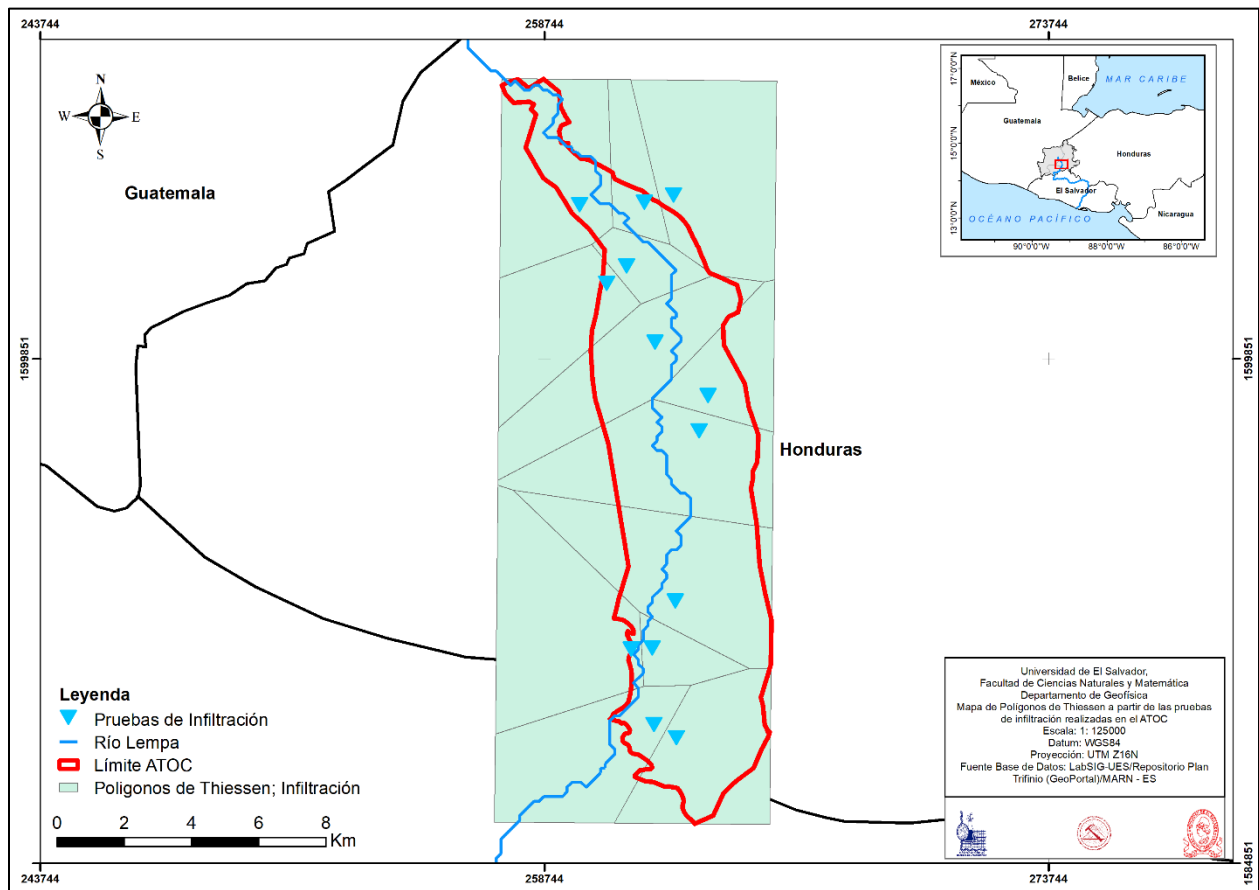 243744
258744
273744
N
W
E
S
Guatemala
Honduras
1599851
1599851
1584851
México
Belice
MAR CARIBE
Guatemala
Honduras
El Salvador
Nicaragua
OCÉANO PACÍFICO
17°0'0"N
15°0'0"N
13°0'0"N
90°0'0"W
88°0'0"W
86°0'0"W
Leyenda
Pruebas de Infiltración
Río Lempa
Límite ATOC
Poligonos de Thiessen; Infiltración
0 2 4 6 8
Km
Universidad de El Salvador,
Facultad de Ciencias Naturales y Matemática
Departamento de Geofísica
Mapa de Polígonos de Thiessen a partir de las pruebas
de infiltración realizadas en el ATOC
Escala: 1: 125000
Datum: WGS84
Proyección: UTM Z16N
Fuente Base de Datos: LabSIG-UES/Repositorio Plan
Trifinio (GeoPortal)/MARN - ES
243744
258744
273744